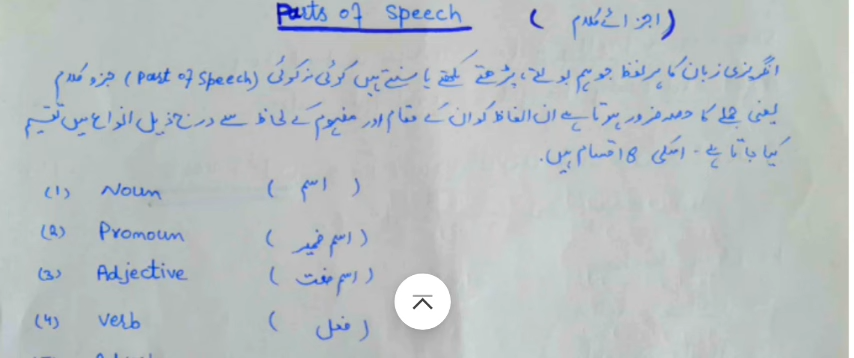 Parts of Speech (اجزائے کلام)
انگریزی زبان کا ہر لفظ جو ہم بولتے، پڑھتے لکھتے یا سنتے ہیں کوئی نہ کوئی (Part of Speech) جزو کلام
یعنی جملے کا حصہ ضرور ہوتا ہے ان الفاظ کو ان کے مقام اور مفہوم کے لحاظ سے درج ذیل انواع میں تقسیم
کیا جاتا ہے۔ اسکی 8 اقسام ہیں.
(1) Noun (اسم)
(2) Pronoun (اسم ضمیر)
(3) Adjective (اسم صفت)
(4) verb (فعل)